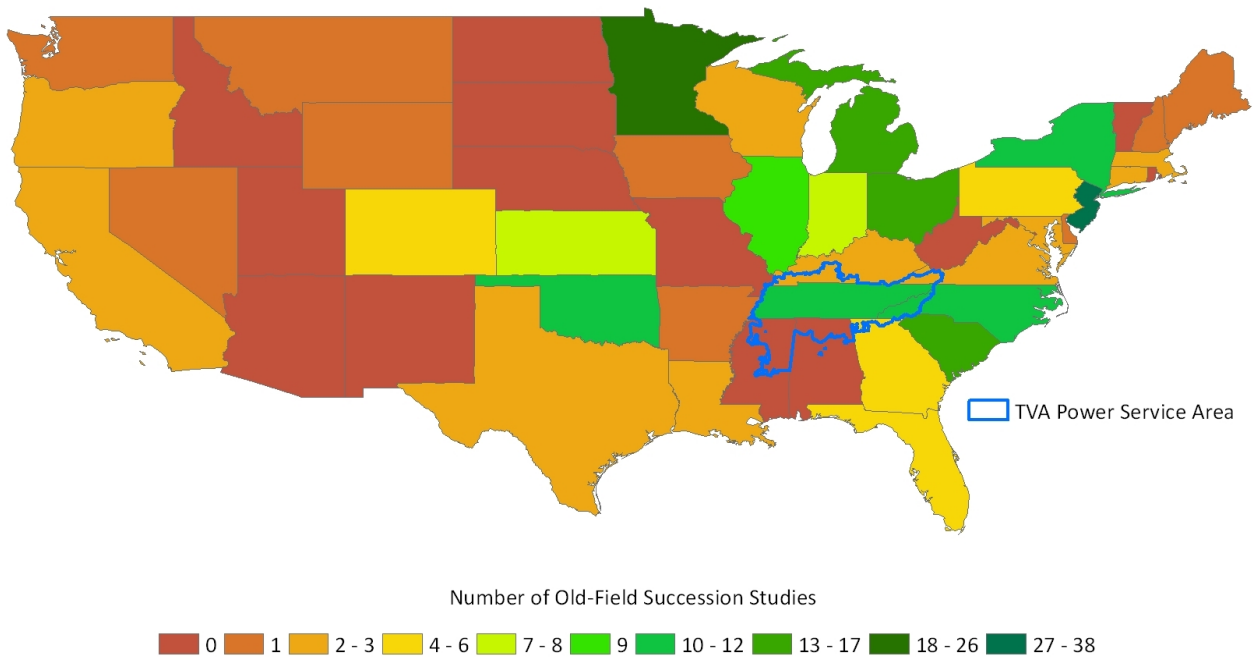 TVA Power Service Area
Number of Old-Field Succession Studies
0 1 2 - 3 4 - 6 7 - 8 9 10 - 12 13 - 17 18 - 26 27 - 38